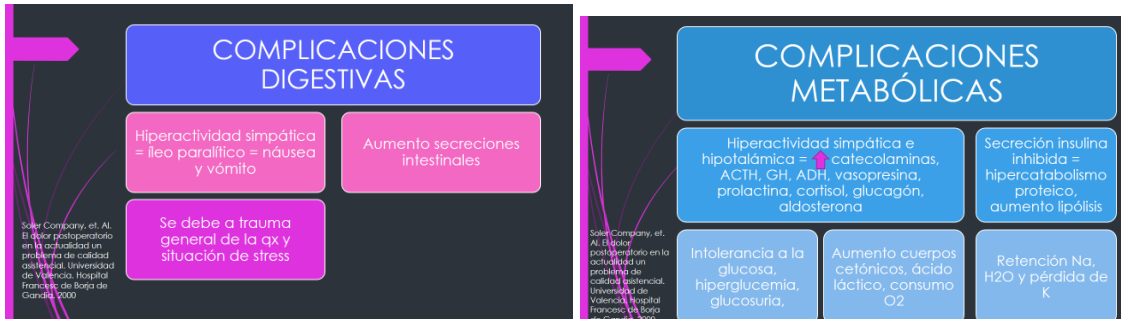 COMPLICACIONES
DIGESTIVAS
Hiperactividad simpática
= íleo paralítico = náusea
y vómito
Aumento secreciones
intestinales
Se debe a trauma
general de la qx y
situación de stress
Soler Company, et. Al.
El dolor postoperatorio
en la actualidad un
problema de calidad
asistencial. Universidad
de Valencia. Hospital
Francesc de Borja de
Gandia. 2000
COMPLICACIONES
METABÓLICAS
Hiperactividad simpática e
hipotalámica = catecolaminas,
ACTH, GH, ADH, vasopresina,
prolactina, cortisol, glucagón,
aldosterona
Secreción insulina
inhibida =
hipercatabolismo
proteico,
aumento lipólisis
Intolerancia a la
glucosa,
hiperglucemia,
glucosuria,
Aumento cuerpos
cetónicos, ácido
láctico, consumo
O2
Retención Na,
H2O y pérdida de
K
Soler Company, et.
Al. El dolor
postoperatorio en la
actualidad un
problema de
calidad asistencial.
Universidad de
Valencia. Hospital
Francesc de Borja
de Gandia. 2000